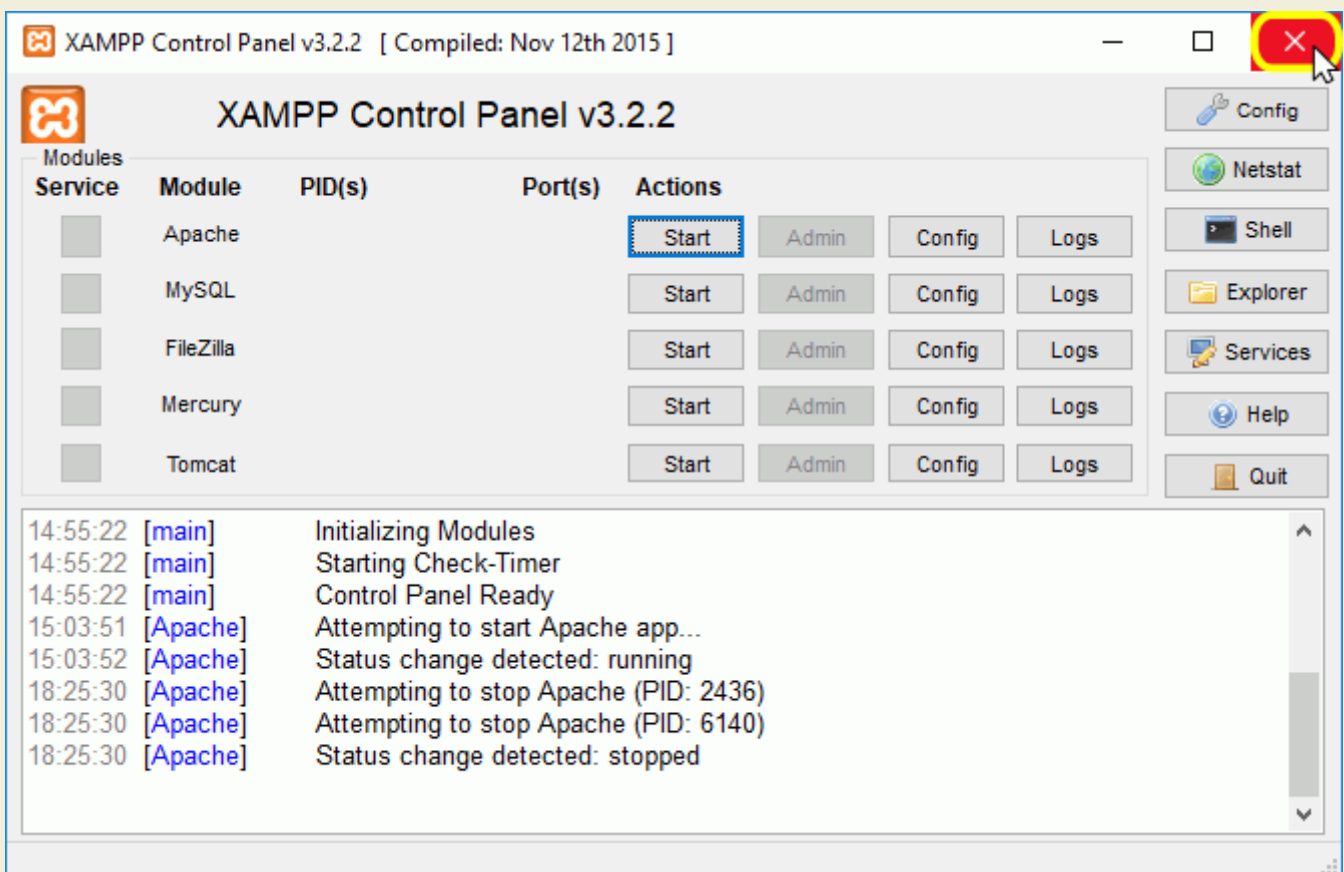 XAMPP Control Panel v3.2.2 [ Compiled: Nov 12th 2015 ]
XAMPP Control Panel v3.2.2
Config
Netstat
Shell
Explorer
Services
Help
Quit
Modules
Service Module PID(s) Port(s) Actions
Apache Start Admin Config Logs
MySQL Start Admin Config Logs
FileZilla Start Admin Config Logs
Mercury Start Admin Config Logs
Tomcat Start Admin Config Logs
14:55:22 [main] Initializing Modules
14:55:22 [main] Starting Check-Timer
14:55:22 [main] Control Panel Ready
15:03:51 [Apache] Attempting to start Apache app...
15:03:52 [Apache] Status change detected: running
18:25:30 [Apache] Attempting to stop Apache (PID: 2436)
18:25:30 [Apache] Attempting to stop Apache (PID: 6140)
18:25:30 [Apache] Status change detected: stopped